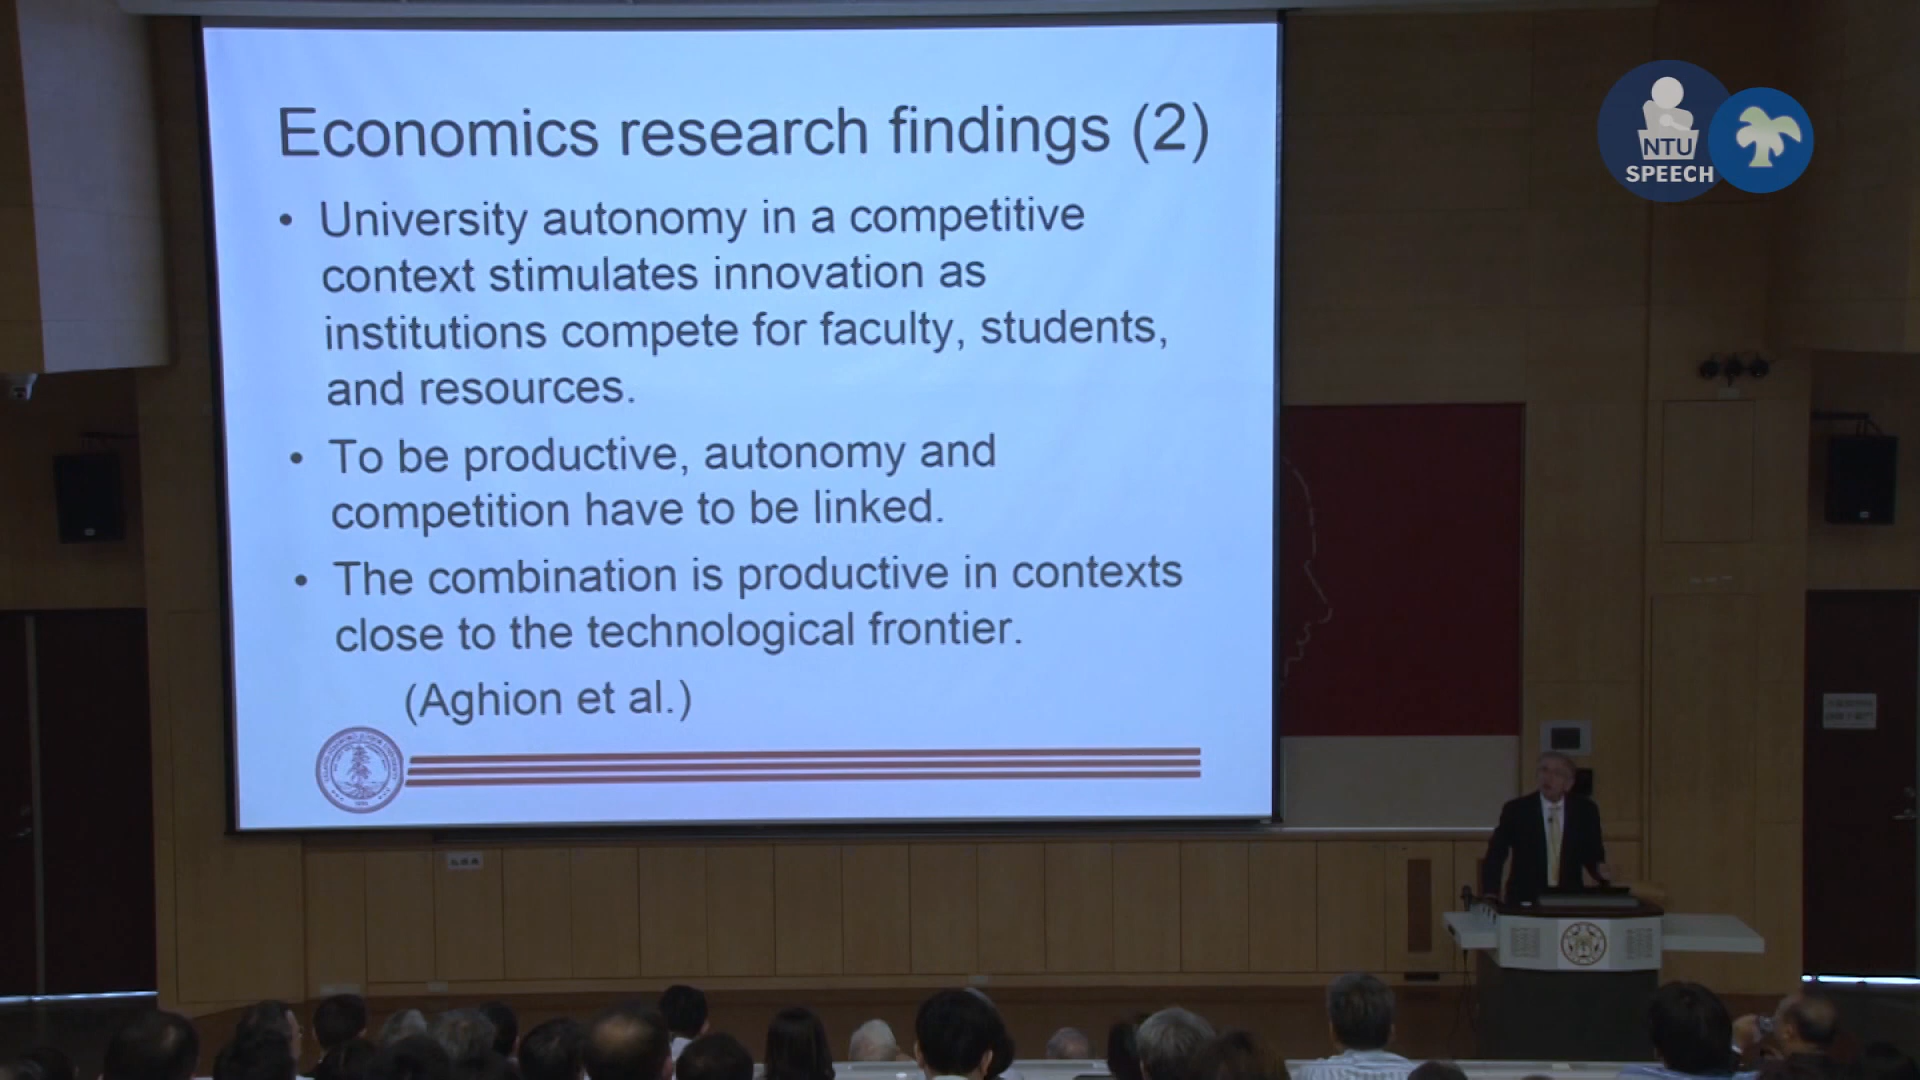 Economics research findings (2)
• University autonomy in a competitive
context stimulates innovation as
institutions compete for faculty, students,
and resources.
• To be productive, autonomy and
competition have to be linked.
• The combination is productive in contexts
close to the technological frontier.
(Aghion et al.)
NTU
SPEECH